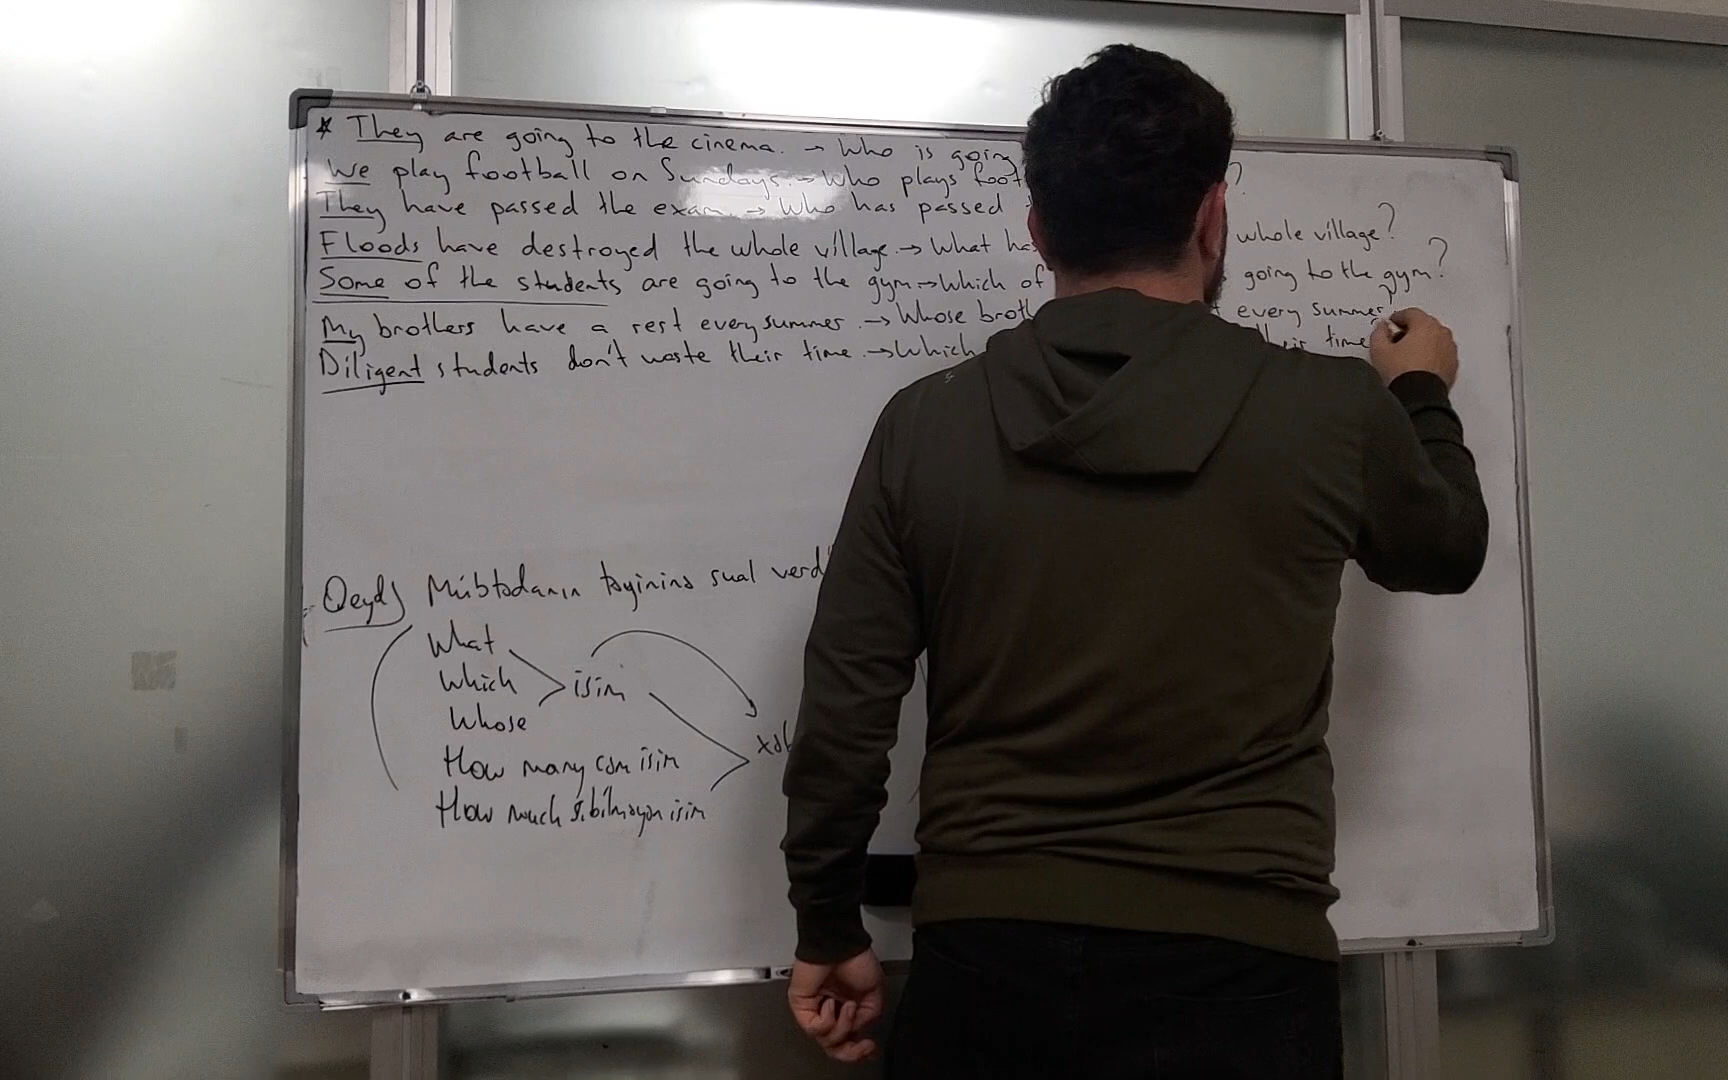 * They are going to the cinema. → Who is going
We play football on Sundays. → Who plays foot ?
They have passed the exam. → Who has passed
Floods have destroyed the whole village. → What has whole village?
Some of the students are going to the gym → Which of going to the gym?
My brothers have a rest every summer. → Whose broth every summer?
Diligent students don't waste their time. → Which their time
Qeyd) Mübtədanın təyininə sual verd
What
Which
isim
Whose
How many cəm isim
How much s.bilməyən isim